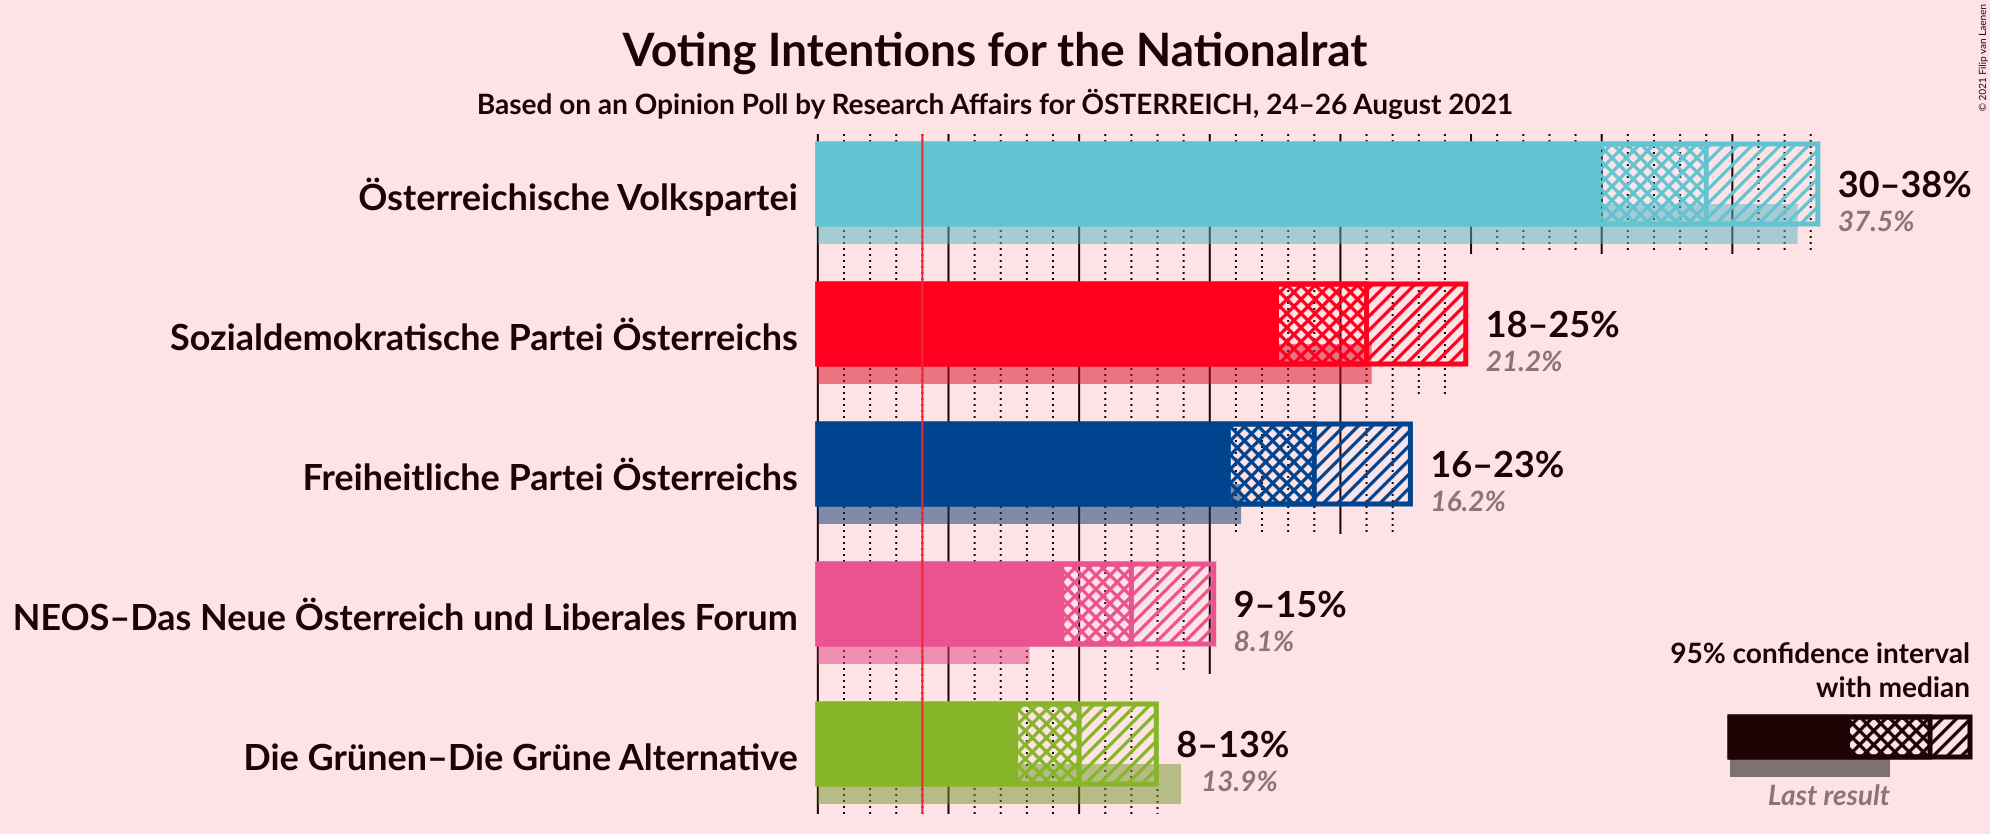 Voting Intentions for the Nationalrat
Based on an Opinion Poll by Research Affairs for ÖSTERREICH, 24–26 August 2021
© 2021 Filip van Laenen
Österreichische Volkspartei
30–38%
37.5%
Sozialdemokratische Partei Österreichs
18–25%
21.2%
Freiheitliche Partei Österreichs
16–23%
16.2%
NEOS–Das Neue Österreich und Liberales Forum
9–15%
8.1%
Die Grünen–Die Grüne Alternative
8–13%
13.9%
95% confidence interval
with median
Last result